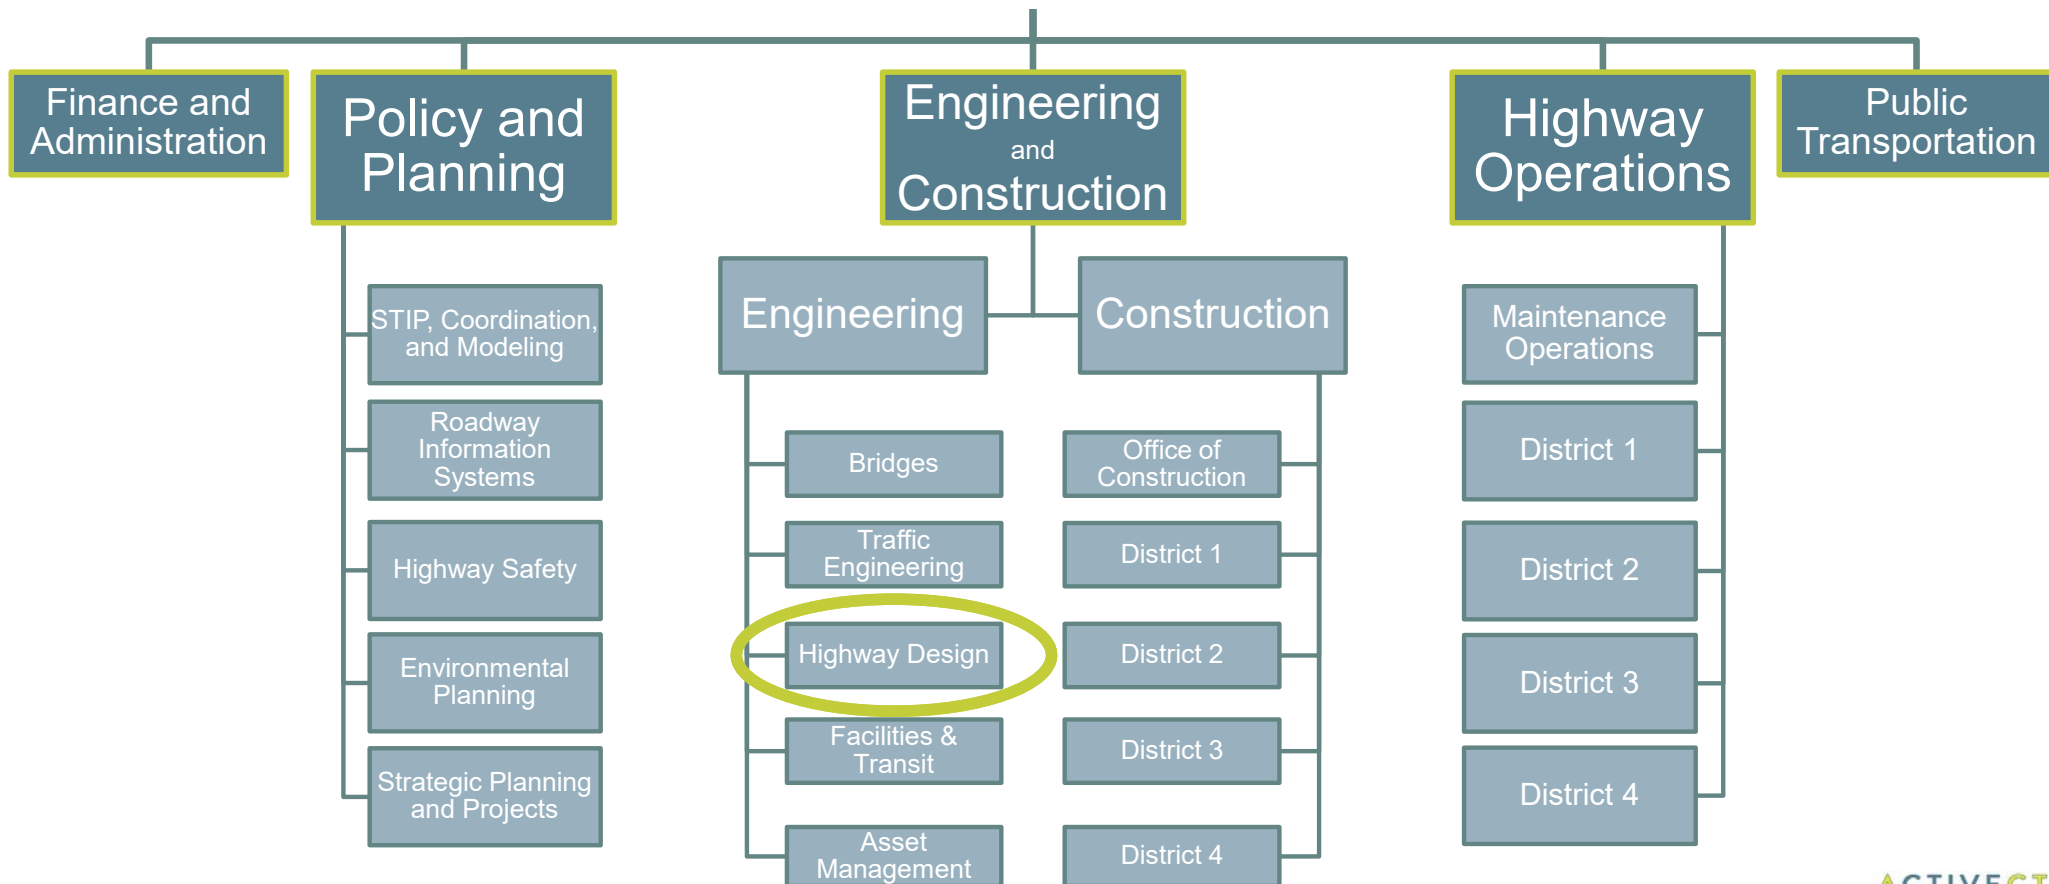 Finance and
Administration
Policy and
Planning
Engineering
and
Construction
Highway
Operations
Public
Transportation
STIP, Coordination,
and Modeling
Roadway
Information
Systems
Highway Safety
Environmental
Planning
Strategic Planning
and Projects
Engineering
Bridges
Traffic
Engineering
Highway Design
Facilities &
Transit
Asset
Management
Construction
Office of
Construction
District 1
District 2
District 3
District 4
Maintenance
Operations
District 1
District 2
District 3
District 4
ACTIVECT